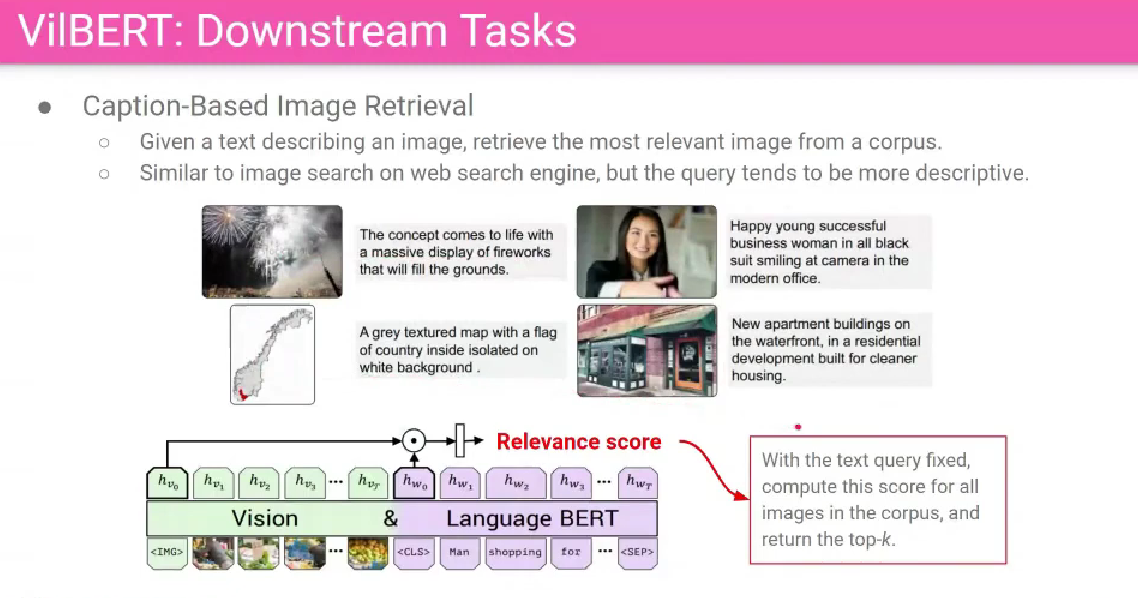 VilBERT: Downstream Tasks
● Caption-Based Image Retrieval
○ Given a text describing an image, retrieve the most relevant image from a corpus.
○ Similar to image search on web search engine, but the query tends to be more descriptive.
The concept comes to life with
a massive display of fireworks
that will fill the grounds.
Happy young successful
business woman in all black
suit smiling at camera in the
modern office.
A grey textured map with a flag
of country inside isolated on
white background .
New apartment buildings on
the waterfront, in a residential
development built for cleaner
housing.
Relevance score
With the text query fixed,
compute this score for all
images in the corpus, and
return the top-k.
h_{v_0} h_{v_1} h_{v_2} h_{v_3} ... h_{v_T} h_{w_0} h_{w_1} h_{w_2} h_{w_3} ... h_{w_T}
Vision & Language BERT
<IMG> ... <CLS> Man shopping for ... <SEP>